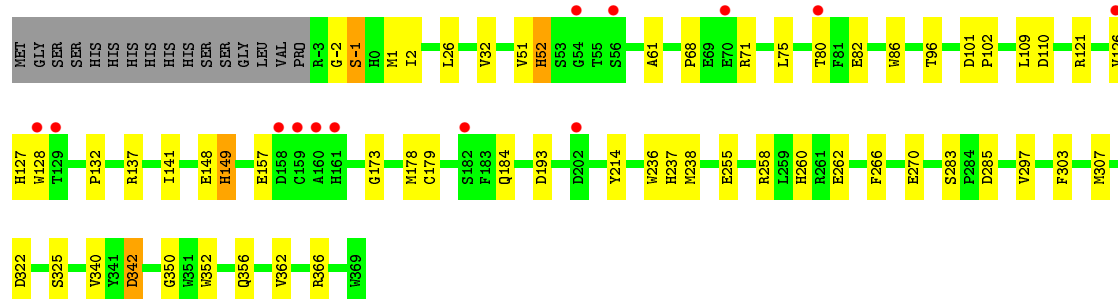 MET GLY SER SER HIS HIS HIS HIS HIS HIS SER SER GLY LEU VAL PRO R-3 G-2 S-1 H0 M1 I2 L26 V32 V51 H52 S53 G54 T55 S56 A61 P68 E69 E70 R71 L75 T80 F81 E82 W86 T96 D101 P102 L109 D110 R121 V126
H127 W128 T129 P132 R137 I141 E148 H149 E157 D158 C159 A160 H161 G173 M178 C179 S182 F183 Q184 D193 D202 Y214 W236 H237 M238 E255 R258 L259 H260 R261 E262 F266 E270 S283 P284 D285 V297 F303 M307
D322 S325 V340 Y341 D342 G350 W351 W352 Q356 V362 R366 W369